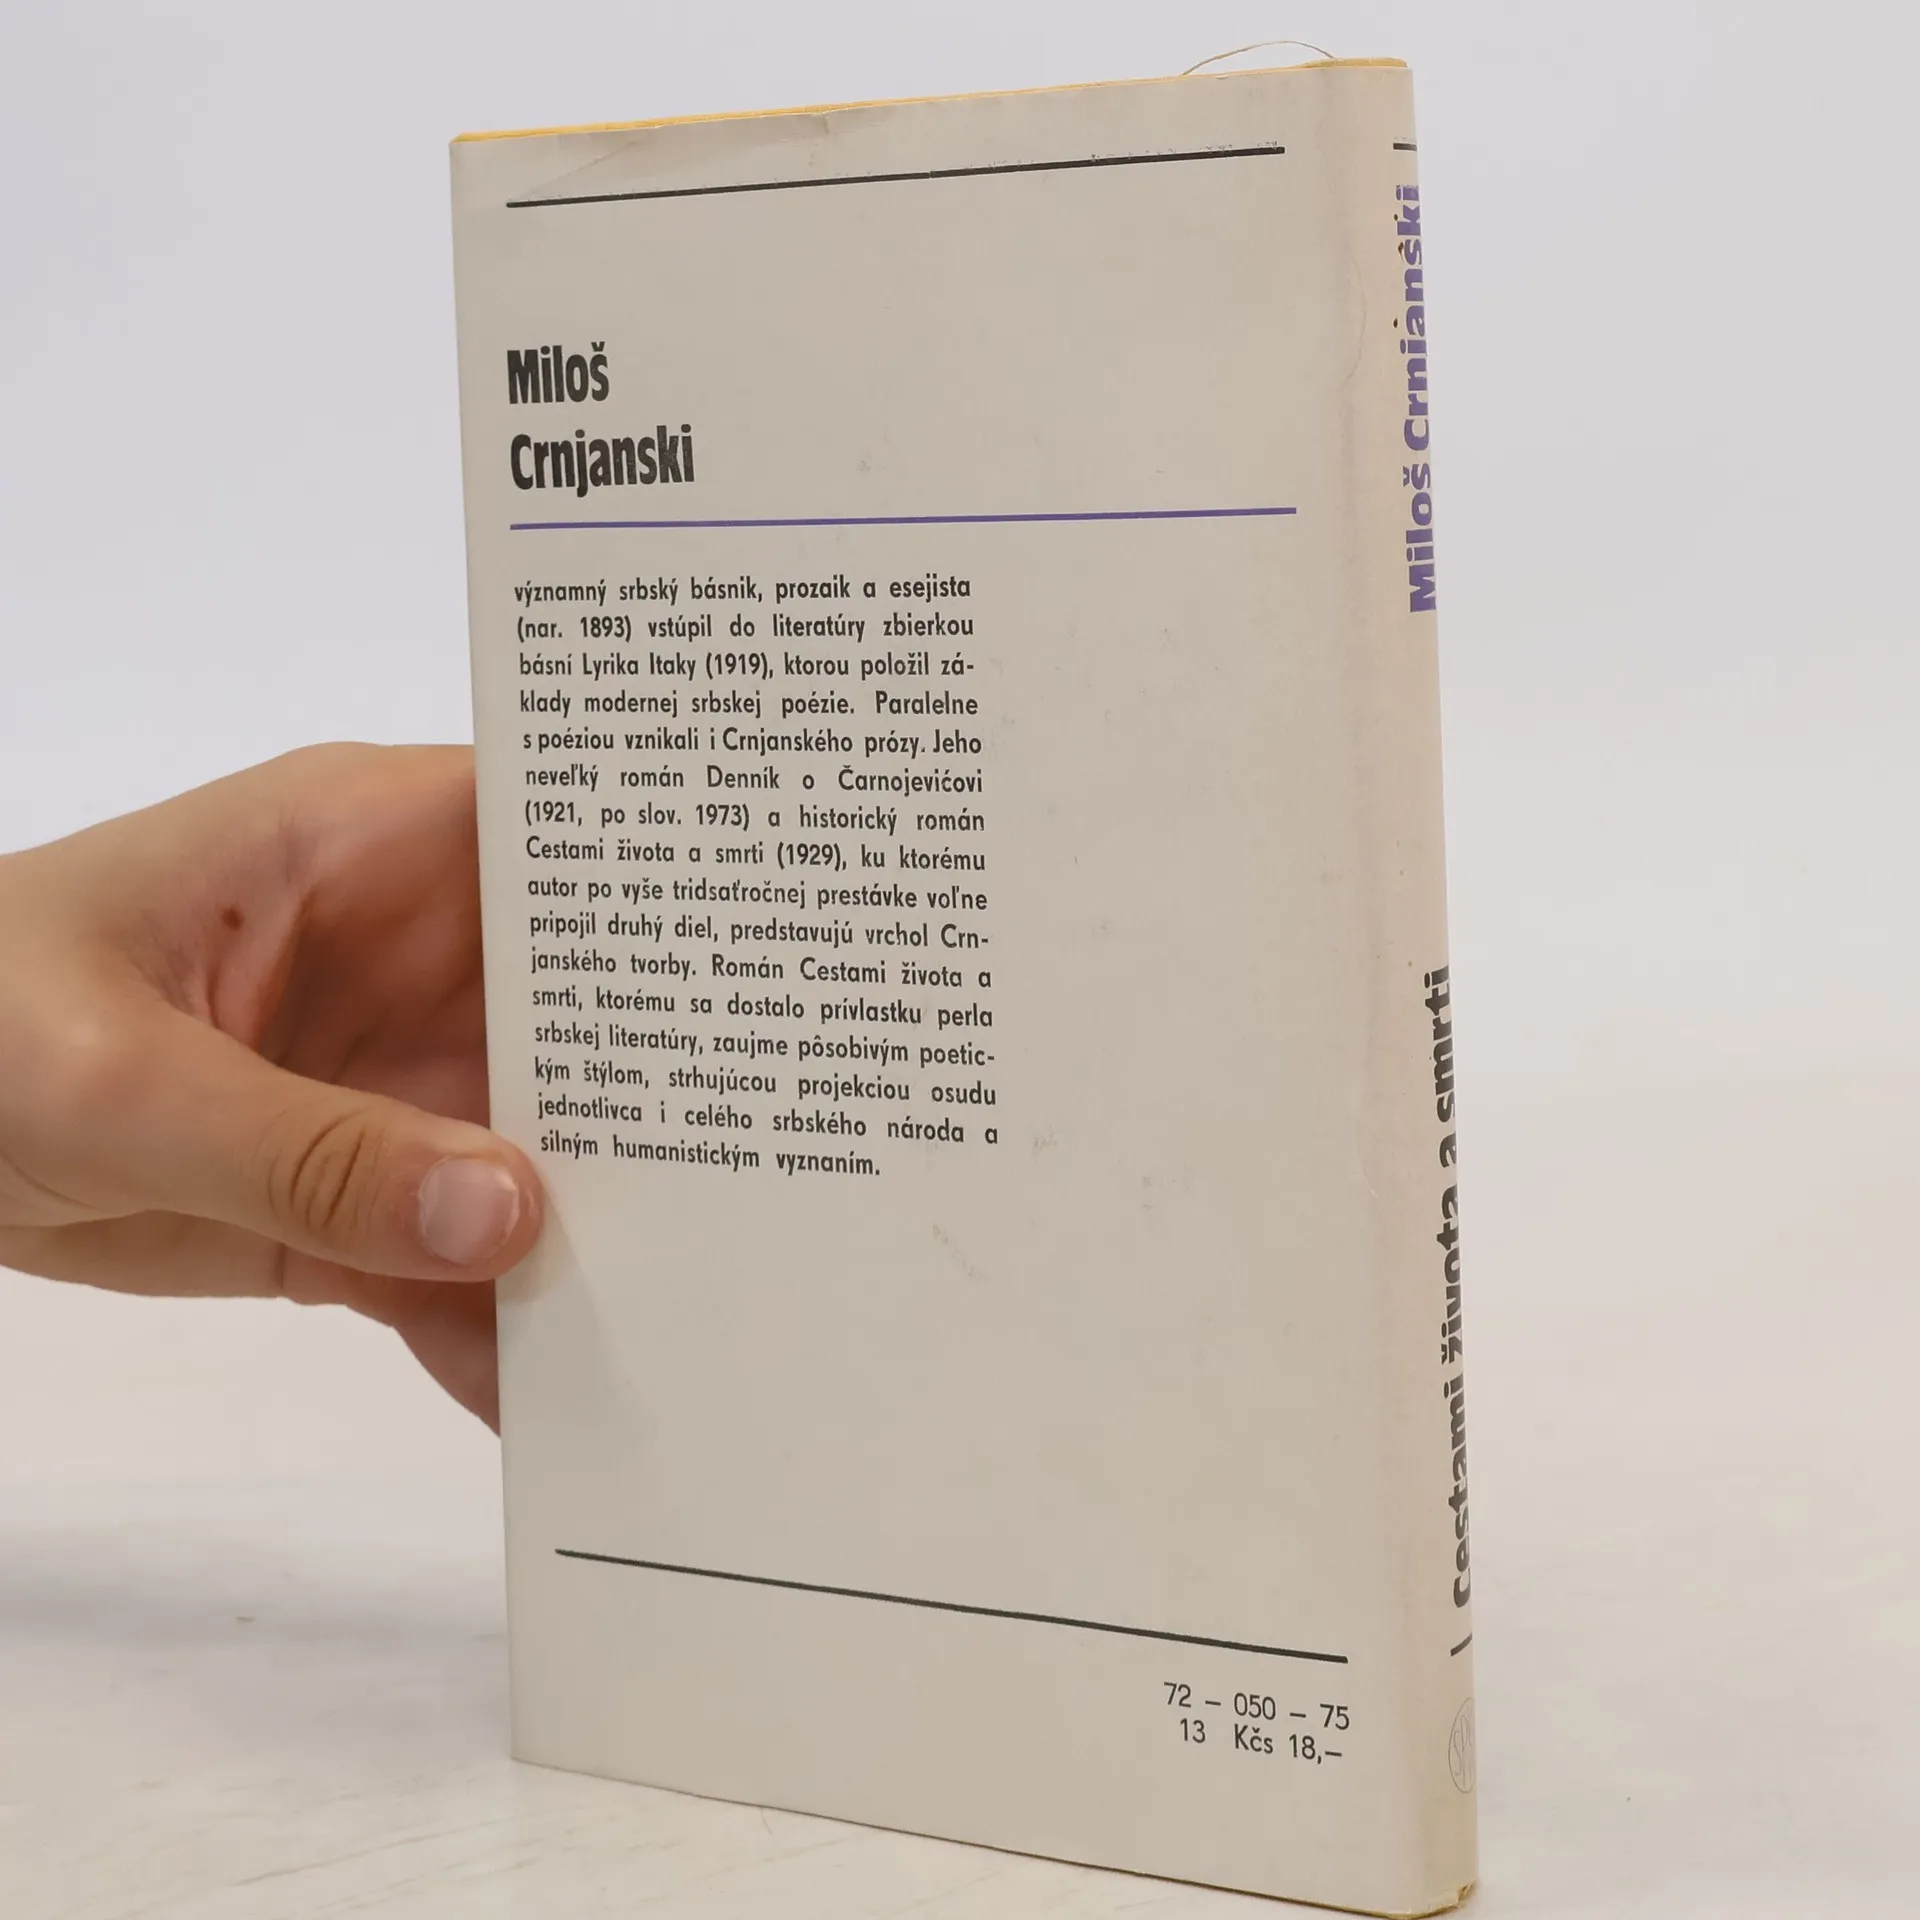 Miloš
Crnjanski
významný srbský básnik, prozaik a esejista
(nar. 1893) vstúpil do literatúry zbierkou
básní Lyrika Itaky (1919), ktorou položil zá-
klady modernej srbskej poézie. Paralelne
s poéziou vznikali i Crnjanského prózy. Jeho
neveľký román Denník o Čarnojevićovi
(1921, po slov. 1973) a historický román
Cestami života a smrti (1929), ku ktorému
autor po vyše tridsaťročnej prestávke voľne
pripojil druhý diel, predstavujú vrchol Crn-
janského tvorby. Román Cestami života a
smrti, ktorému sa dostalo prívlastku perla
srbskej literatúry, zaujme pôsobivým poetic-
kým štýlom, strhujúcou projekciou osudu
jednotlivca i celého srbského národa a
silným humanistickým vyznaním.
72 – 050 – 75
13 Kčs 18,–
Miloš Crnjanski
Cestami života a smrti